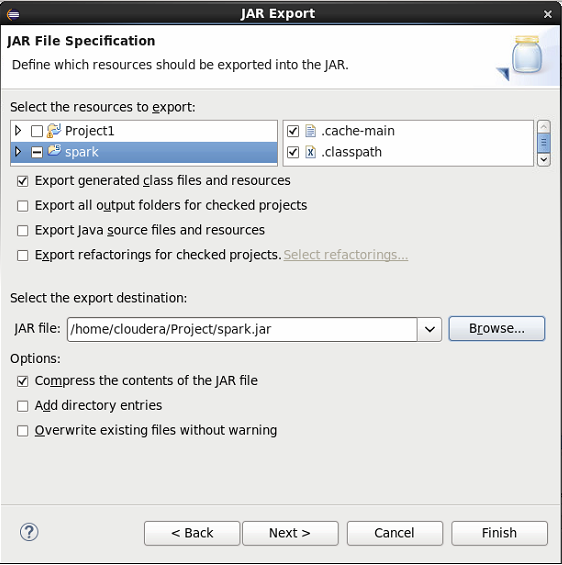 JAR Export
JAR File Specification
Define which resources should be exported into the JAR.
Select the resources to export:
Project1
.cache-main
spark
.classpath
Export generated class files and resources
Export all output folders for checked projects
Export Java source files and resources
Export refactorings for checked projects. Select refactorings...
Select the export destination:
JAR file: /home/cloudera/Project/spark.jar Browse...
Options:
Compress the contents of the JAR file
Add directory entries
Overwrite existing files without warning
< Back Next > Cancel Finish